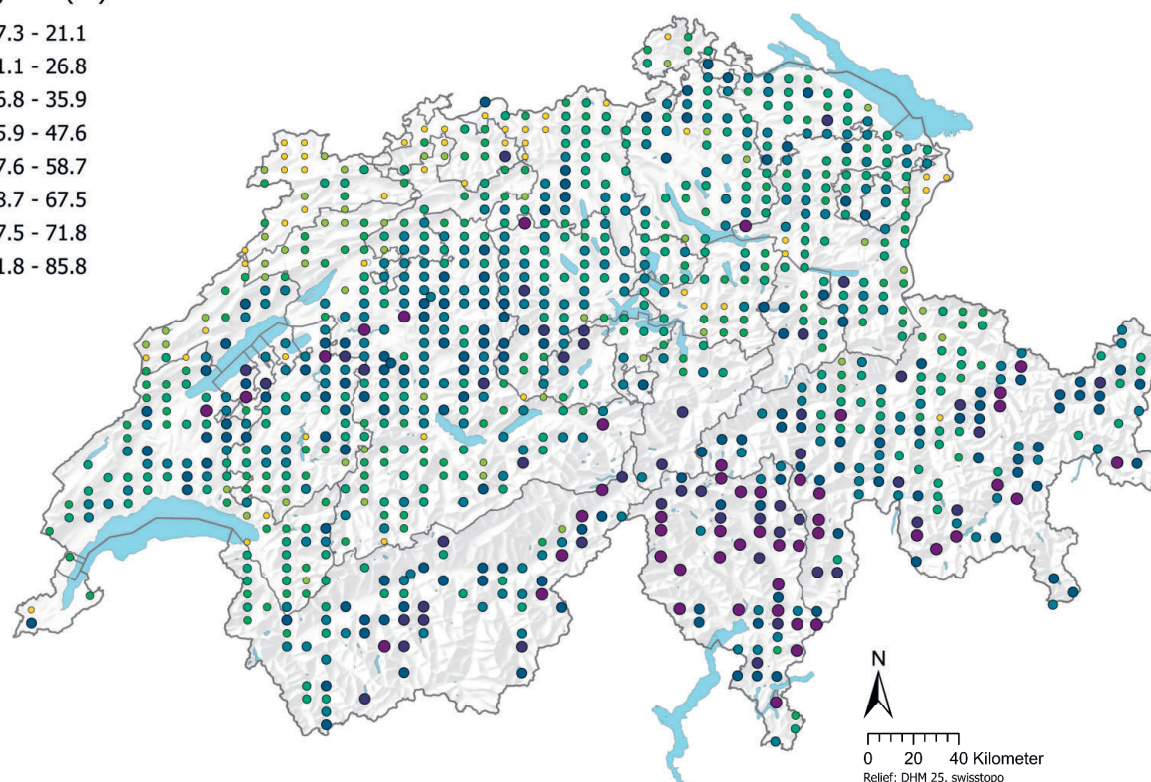 7.3 - 21.1
1.1 - 26.8
5.8 - 35.9
5.9 - 47.6
7.6 - 58.7
3.7 - 67.5
7.5 - 71.8
1.8 - 85.8
N
0 20 40 Kilometer
Relief: DHM 25, swisstopo